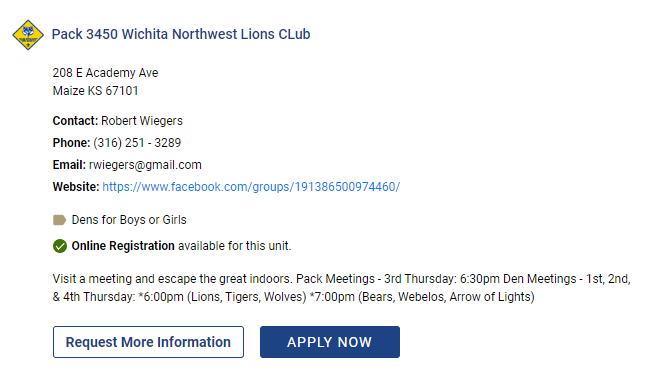 Pack 3450 Wichita Northwest Lions CLub
208 E Academy Ave
Maize KS 67101
Contact: Robert Wiegers
Phone: (316) 251 - 3289
Email: rwiegers@gmail.com
Website: https://www.facebook.com/groups/191386500974460/
Dens for Boys or Girls
Online Registration available for this unit.
Visit a meeting and escape the great indoors. Pack Meetings - 3rd Thursday: 6:30pm Den Meetings - 1st, 2nd,
& 4th Thursday: *6:00pm (Lions, Tigers, Wolves) *7:00pm (Bears, Webelos, Arrow of Lights)
Request More Information
APPLY NOW